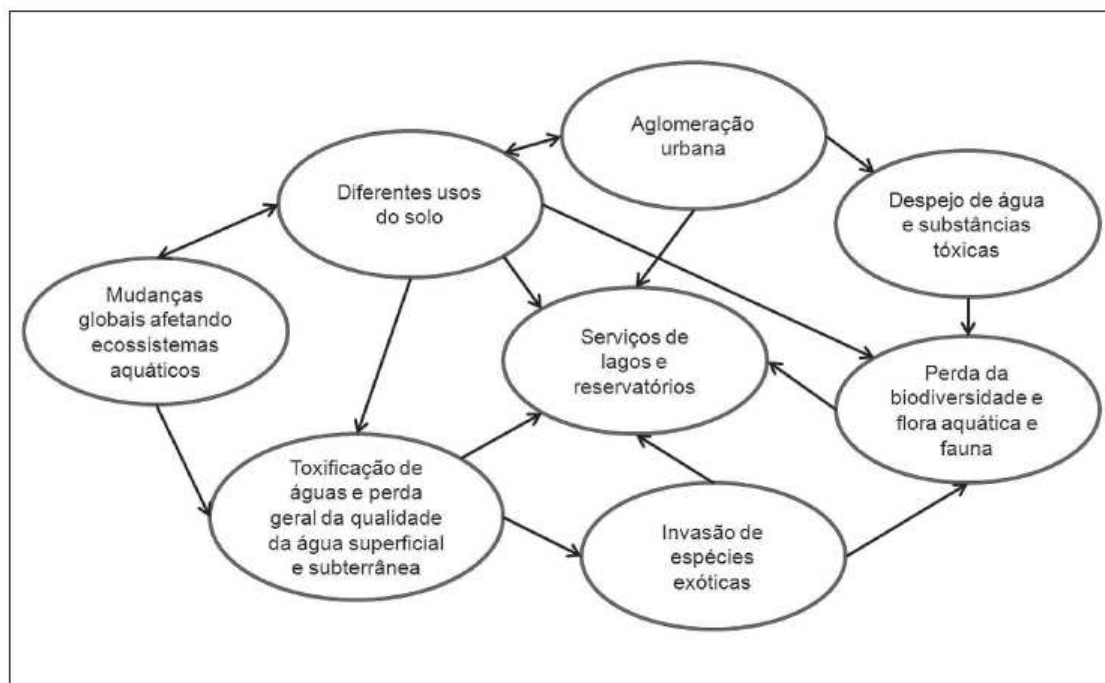 Aglomeração
urbana
Diferentes usos
do solo
Despejo de água
e substâncias
tóxicas
Mudanças
globais afetando
ecossistemas
aquáticos
Serviços de
lagos e
reservatórios
Perda da
biodiversidade e
flora aquática e
fauna
Toxificação de
águas e perda
geral da qualidade
da água superficial
e subterrânea
Invasão de
espécies
exóticas